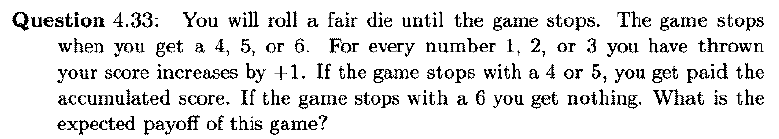 Question 4.33: You will roll a fair die until the game stops. The game stops
when you get a 4, 5, or 6. For every number 1, 2, or 3 you have thrown
your score increases by +1. If the game stops with a 4 or 5, you get paid the
accumulated score. If the game stops with a 6 you get nothing. What is the
expected payoff of this game?